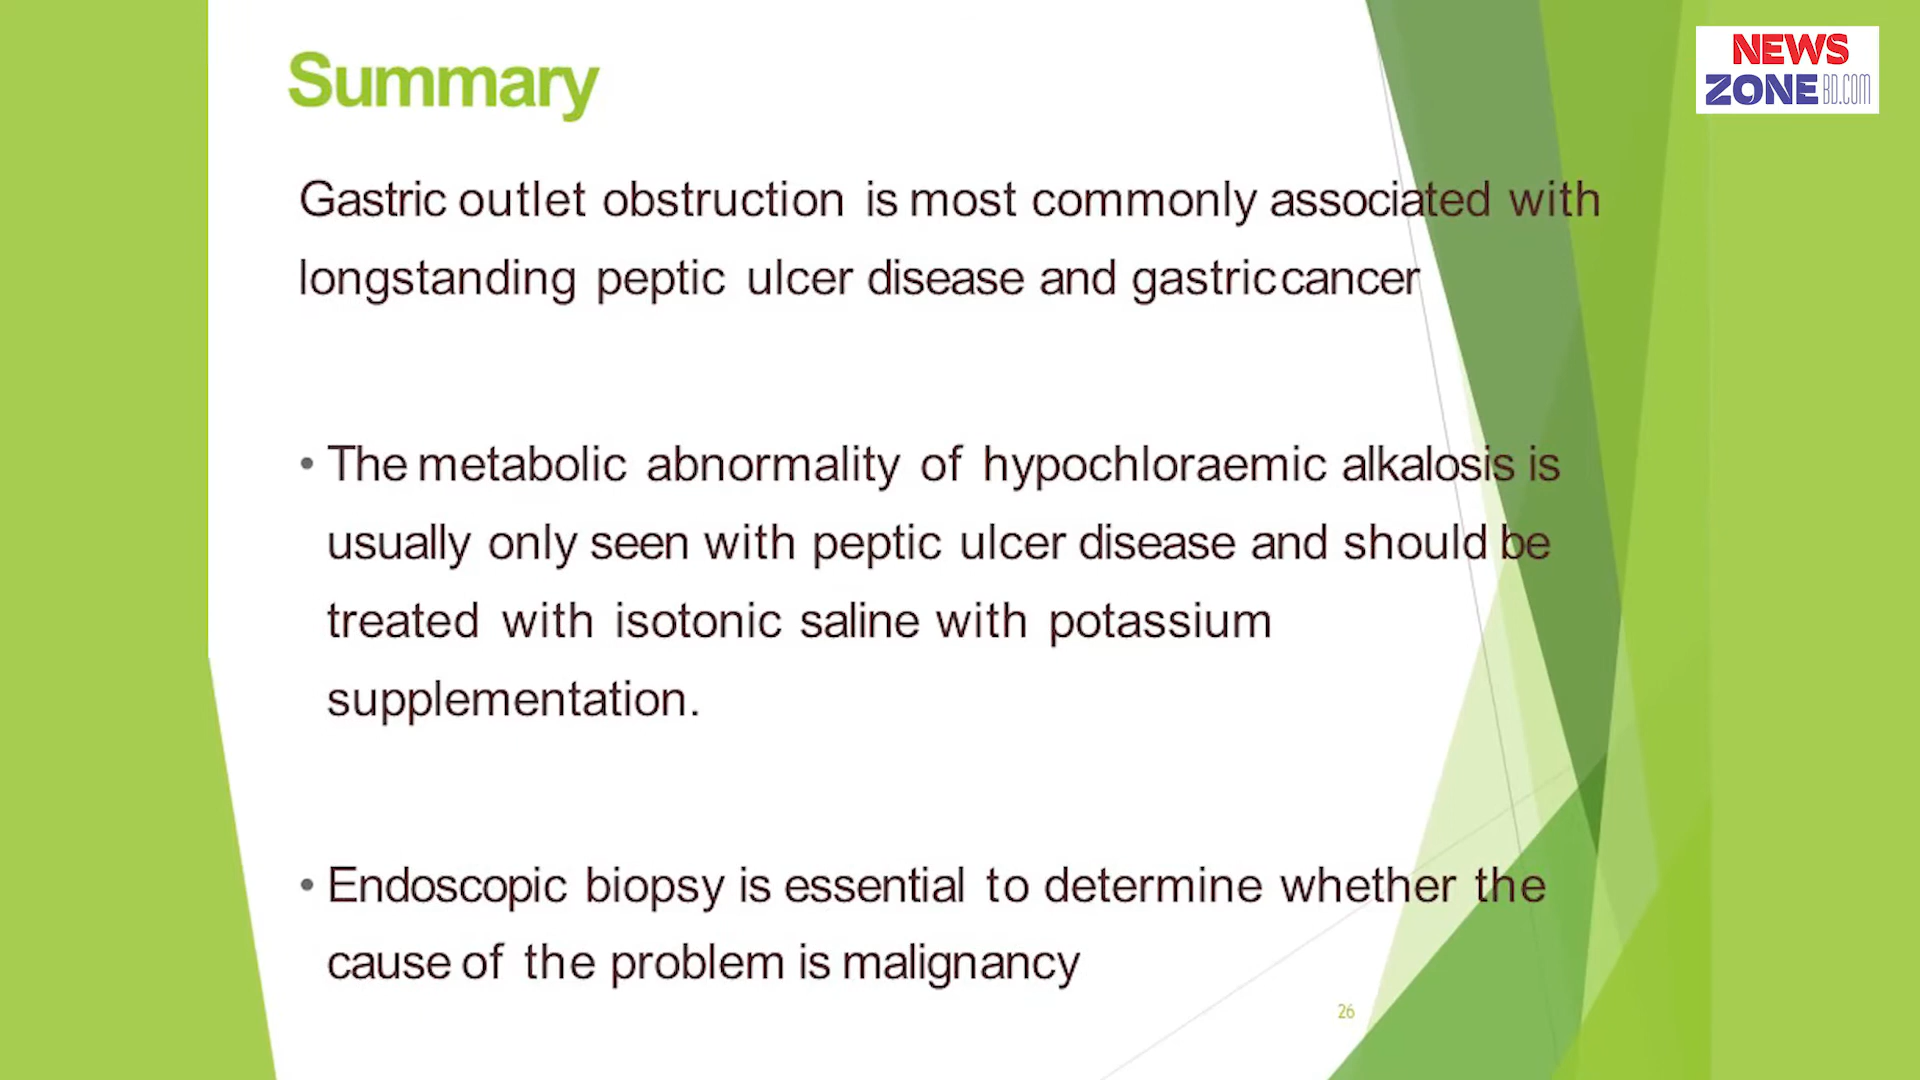 Summary
NEWS
ZONE BD.COM
Gastric outlet obstruction is most commonly associated with
longstanding peptic ulcer disease and gastriccancer
• The metabolic abnormality of hypochloraemic alkalosis is
usually only seen with peptic ulcer disease and should be
treated with isotonic saline with potassium
supplementation.
• Endoscopic biopsy is essential to determine whether the
cause of the problem is malignancy
26